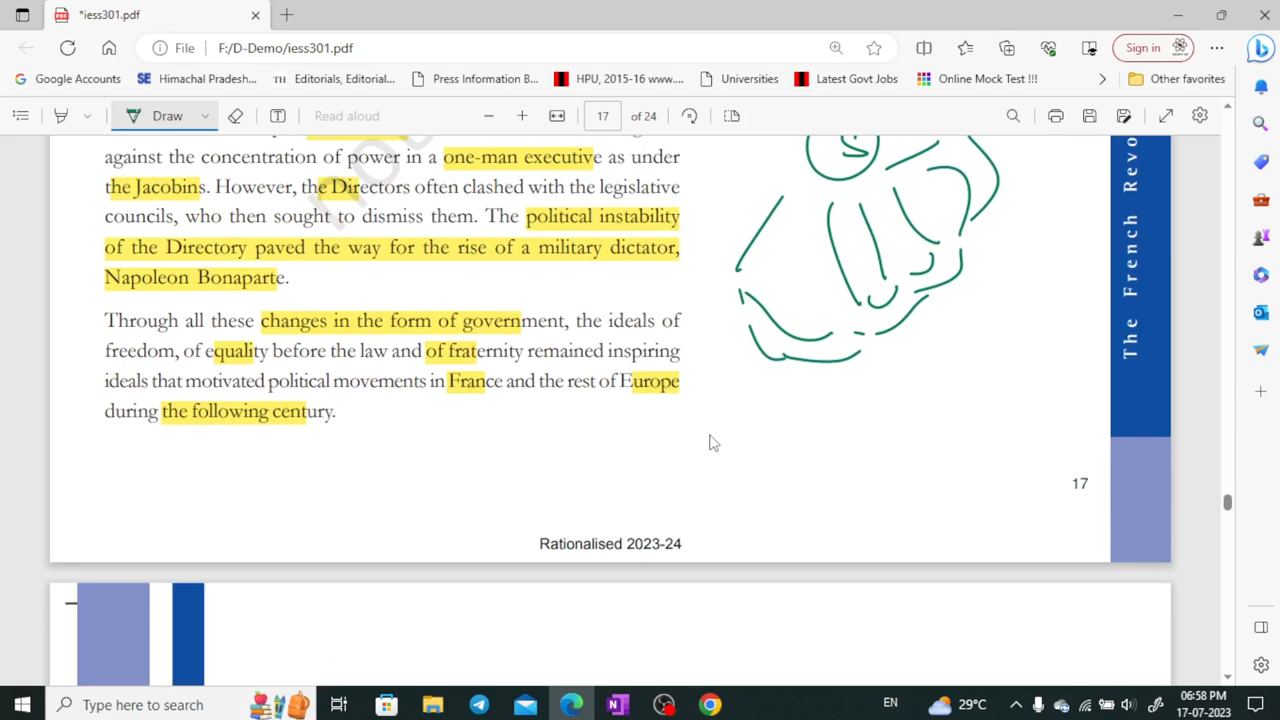 *iess301.pdf
File F:/D-Demo/iess301.pdf Sign in
Google Accounts SE Himachal Pradesh... TH Editorials, Editorial... Press Information B... HPU, 2015-16 www.... Universities Latest Govt Jobs Online Mock Test !!! Other favorites
Draw Read aloud 17 of 24
against the concentration of power in a one-man executive as under
the Jacobins. However, the Directors often clashed with the legislative
councils, who then sought to dismiss them. The political instability
of the Directory paved the way for the rise of a military dictator,
Napoleon Bonaparte.
Through all these changes in the form of government, the ideals of
freedom, of equality before the law and of fraternity remained inspiring
ideals that motivated political movements in France and the rest of Europe
during the following century.
5
The French Revo
17
Rationalised 2023-24
Type here to search EN 29°C 06:58 PM
17-07-2023